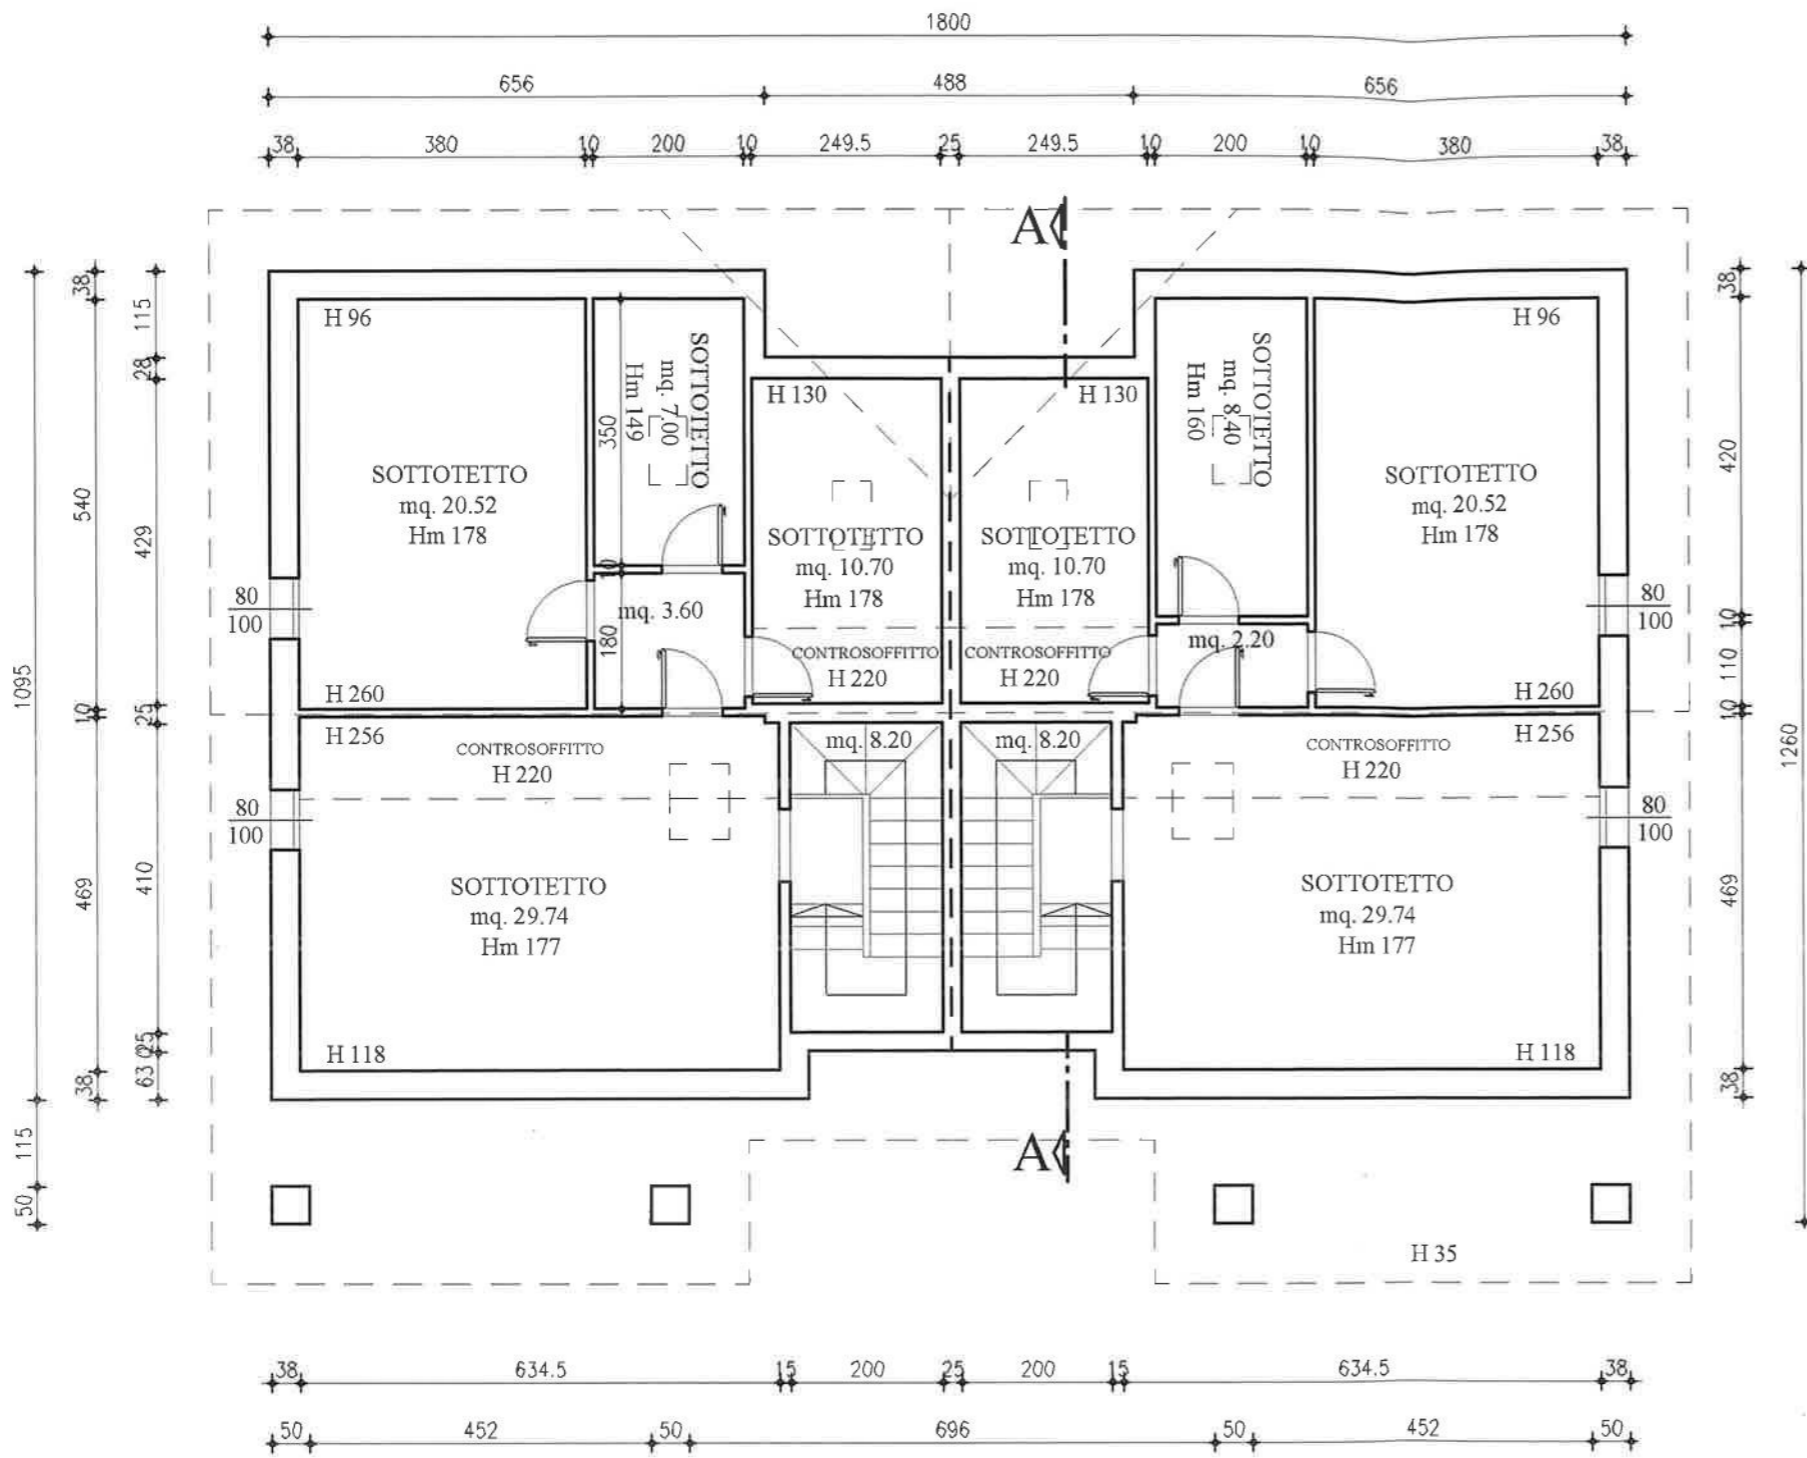 1800
656 488 656
38 380 10 200 10 249.5 25 249.5 10 200 10 380 38
A
H 96
SOTTOTETTO
mq. 7.00
Hm 149
350
H 130
H 130
SOTTOTETTO
mq. 8.40
Hm 160
H 96
SOTTOTETTO
mq. 20.52
Hm 178
SOTTOTETTO
mq. 10.70
Hm 178
SOTTOTETTO
mq. 10.70
Hm 178
SOTTOTETTO
mq. 20.52
Hm 178
80
100
10
mq. 3.60
180
CONTROSOFFITTO
H 220
CONTROSOFFITTO
H 220
mq. 2.20
80
100
H 260
H 260
H 256
CONTROSOFFITTO
H 220
mq. 8.20
mq. 8.20
CONTROSOFFITTO
H 220
H 256
80
100
80
100
SOTTOTETTO
mq. 29.74
Hm 177
SOTTOTETTO
mq. 29.74
Hm 177
H 118
H 118
A
H 35
1095 115 50
38 540 10 469 38
115 28 429 25 410 25 63
38 420 10 110 10 469 38
1260
38 634.5 15 200 25 200 15 634.5 38
50 452 50 696 50 452 50